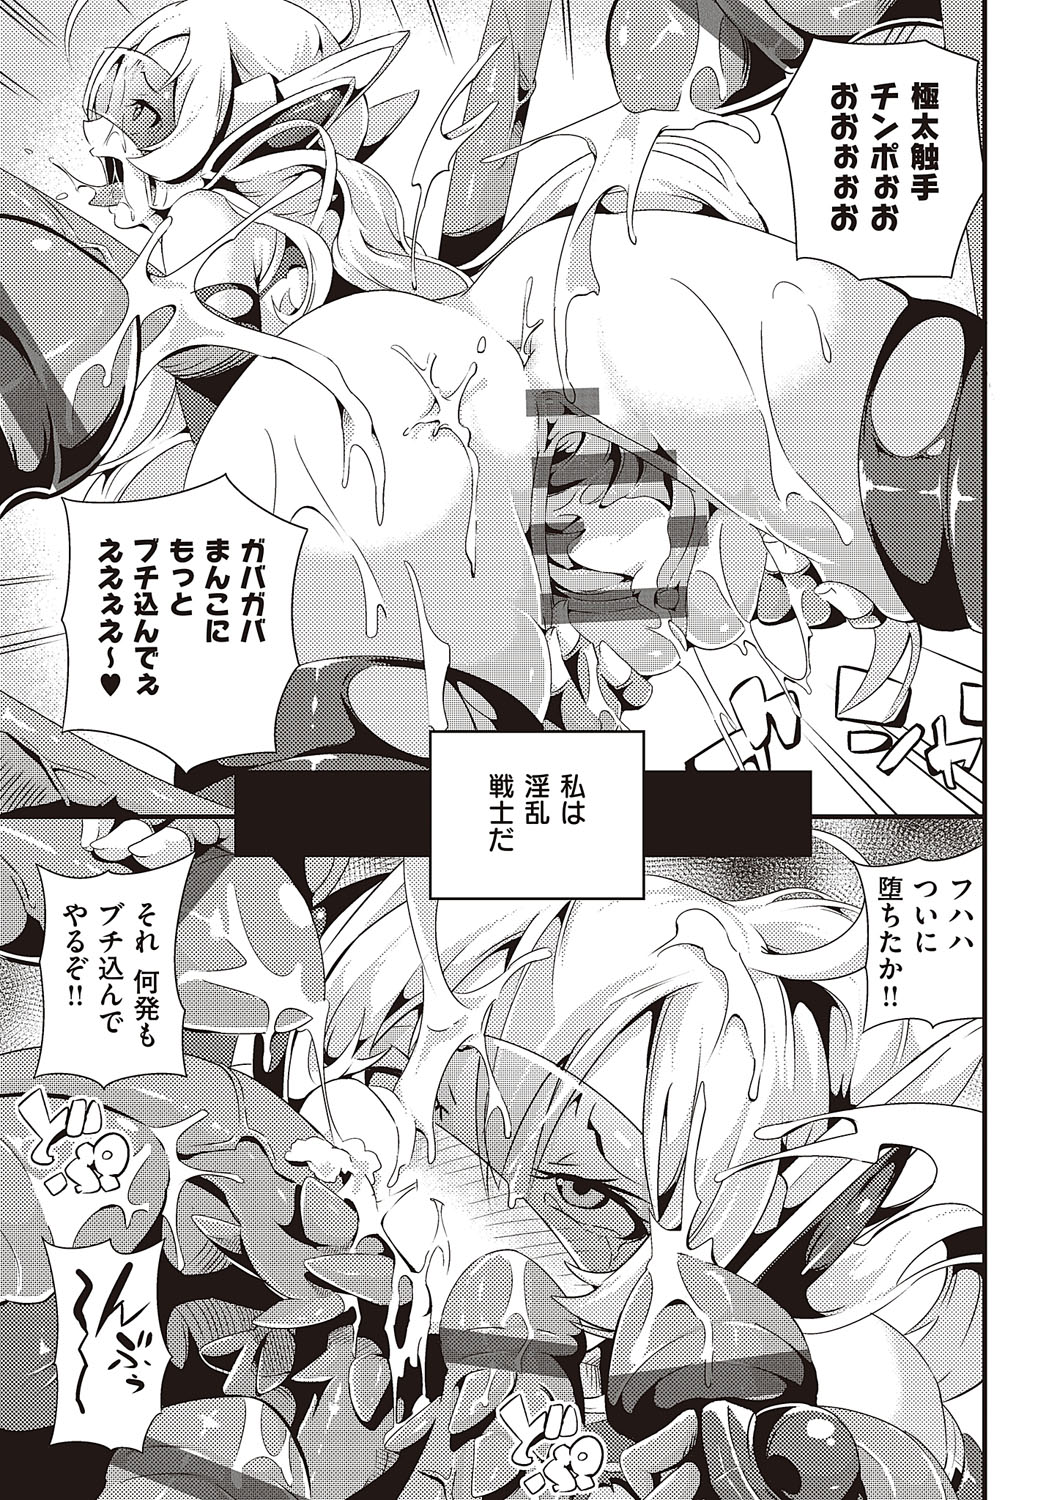 極太触手
チンポぉお
おおぉぉお
ガバガバ
まんこに
もっと
ブチ込んでぇ
えええぇえ～♥
私は
淫乱
戦士だ
フハハ
ついに
堕ちたか!!
それ 何発も
ブチ込んで
やるぞ!!
どぷっ
んぶぅ
どぷっ